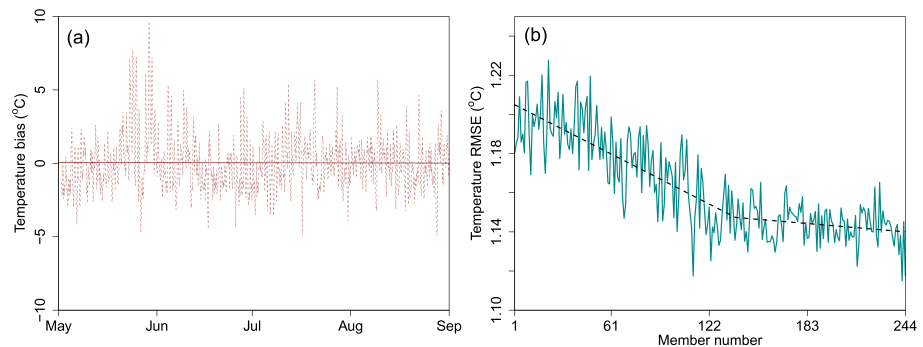 (a)
Temperature bias (°C)
10
5
0
−5
−10
May
Jun
Jul
Aug
Sep
(b)
Temperature RMSE (°C)
1.22
1.18
1.14
1.10
1
61
122
183
244
Member number